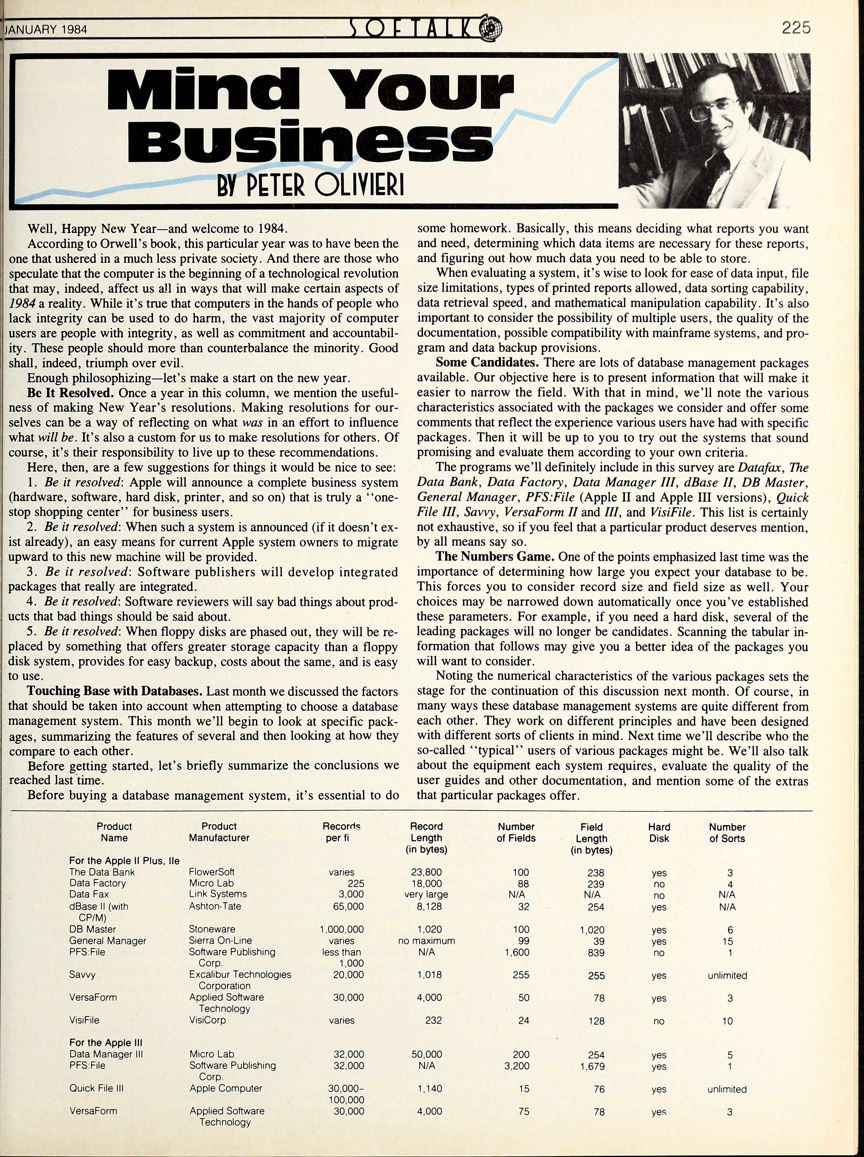 JANUARY 1984
SOFTALK
225
Mind Your
Business
BY PETER OLIVIERI
Well, Happy New Year—and welcome to 1984.
According to Orwell's book, this particular year was to have been the
one that ushered in a much less private society. And there are those who
speculate that the computer is the beginning of a technological revolution
that may, indeed, affect us all in ways that will make certain aspects of
1984 a reality. While it's true that computers in the hands of people who
lack integrity can be used to do harm, the vast majority of computer
users are people with integrity, as well as commitment and accountabil-
ity. These people should more than counterbalance the minority. Good
shall, indeed, triumph over evil.
Enough philosophizing—let's make a start on the new year.
Be It Resolved. Once a year in this column, we mention the useful-
ness of making New Year's resolutions. Making resolutions for our-
selves can be a way of reflecting on what was in an effort to influence
what will be. It's also a custom for us to make resolutions for others. Of
course, it's their responsibility to live up to these recommendations.
Here, then, are a few suggestions for things it would be nice to see:
1. Be it resolved: Apple will announce a complete business system
(hardware, software, hard disk, printer, and so on) that is truly a "one-
stop shopping center" for business users.
2. Be it resolved: When such a system is announced (if it doesn't ex-
ist already), an easy means for current Apple system owners to migrate
upward to this new machine will be provided.
3. Be it resolved: Software publishers will develop integrated
packages that really are integrated.
4. Be it resolved: Software reviewers will say bad things about prod-
ucts that bad things should be said about.
5. Be it resolved: When floppy disks are phased out, they will be re-
placed by something that offers greater storage capacity than a floppy
disk system, provides for easy backup, costs about the same, and is easy
to use.
Touching Base with Databases. Last month we discussed the factors
that should be taken into account when attempting to choose a database
management system. This month we'll begin to look at specific pack-
ages, summarizing the features of several and then looking at how they
compare to each other.
Before getting started, let's briefly summarize the conclusions we
reached last time.
Before buying a database management system, it's essential to do
some homework. Basically, this means deciding what reports you want
and need, determining which data items are necessary for these reports,
and figuring out how much data you need to be able to store.
When evaluating a system, it's wise to look for ease of data input, file
size limitations, types of printed reports allowed, data sorting capability,
data retrieval speed, and mathematical manipulation capability. It's also
important to consider the possibility of multiple users, the quality of the
documentation, possible compatibility with mainframe systems, and pro-
gram and data backup provisions.
Some Candidates. There are lots of database management packages
available. Our objective here is to present information that will make it
easier to narrow the field. With that in mind, we'll note the various
characteristics associated with the packages we consider and offer some
comments that reflect the experience various users have had with specific
packages. Then it will be up to you to try out the systems that sound
promising and evaluate them according to your own criteria.
The programs we'll definitely include in this survey are Datafax, The
Data Bank, Data Factory, Data Manager III, dBase II, DB Master,
General Manager, PFS:File (Apple II and Apple III versions), Quick
File III, Savvy, VersaForm II and III, and VisiFile. This list is certainly
not exhaustive, so if you feel that a particular product deserves mention,
by all means say so.
The Numbers Game. One of the points emphasized last time was the
importance of determining how large you expect your database to be.
This forces you to consider record size and field size as well. Your
choices may be narrowed down automatically once you've established
these parameters. For example, if you need a hard disk, several of the
leading packages will no longer be candidates. Scanning the tabular in-
formation that follows may give you a better idea of the packages you
will want to consider.
Noting the numerical characteristics of the various packages sets the
stage for the continuation of this discussion next month. Of course, in
many ways these database management systems are quite different from
each other. They work on different principles and have been designed
with different sorts of clients in mind. Next time we'll describe who the
so-called "typical" users of various packages might be. We'll also talk
about the equipment each system requires, evaluate the quality of the
user guides and other documentation, and mention some of the extras
that particular packages offer.
Product Product Records Record Number Field Hard Number
Name Manufacturer per fi Length of Fields Length Disk of Sorts
(in bytes) (in bytes)
For the Apple II Plus, IIe
The Data Bank FlowerSoft varies 23,800 100 238 yes 3
Data Factory Micro Lab 225 18,000 88 239 no 4
Data Fax Link Systems 3,000 very large N/A N/A no N/A
dBase II (with Ashton-Tate 65,000 8,128 32 254 yes N/A
CP/M)
DB Master Stoneware 1,000,000 1,020 100 1,020 yes 6
General Manager Sierra On-Line varies no maximum 99 39 yes 15
PFS:File Software Publishing less than N/A 1,600 839 no 1
Corp. 1,000
Savvy Excalibur Technologies 20,000 1,018 255 255 yes unlimited
Corporation
VersaForm Applied Software 30,000 4,000 50 78 yes 3
Technology
VisiFile VisiCorp varies 232 24 128 no 10
For the Apple III
Data Manager III Micro Lab 32,000 50,000 200 254 yes 5
PFS:File Software Publishing 32,000 N/A 3,200 1,679 yes 1
Corp.
Quick File III Apple Computer 30,000– 1,140 15 76 yes unlimited
100,000
VersaForm Applied Software 30,000 4,000 75 78 yes 3
Technology